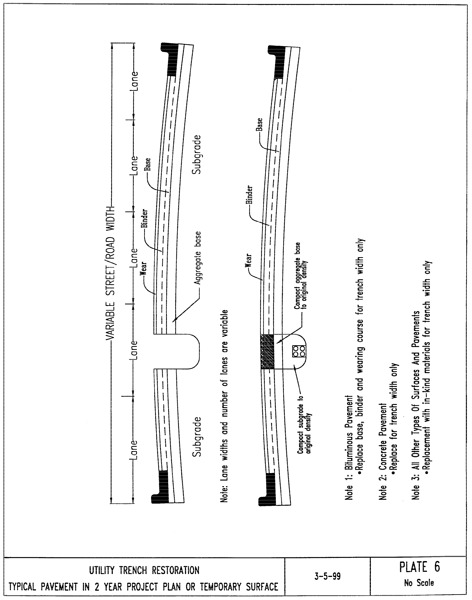 VARIABLE STREET/ROAD WIDTH
Lane
Lane
Lane
Lane
Lane
Wear
Binder
Base
Aggregate base
Subgrade
Subgrade
Note: Lane widths and number of lanes are variable
Wear
Binder
Base
Compact aggregate base
to original density
Compact subgrade to
original density
Note 1: Bituminous Pavement
*Replace base, binder and wearing course for trench width only
Note 2: Concrete Pavement
*Replace for trench width only
Note 3: All Other Types Of Surfaces And Pavements
*Replacement with in-kind materials for trench width only
UTILITY TRENCH RESTORATION
TYPICAL PAVEMENT IN 2 YEAR PROJECT PLAN OR TEMPORARY SURFACE
3-5-99
PLATE 6
No Scale